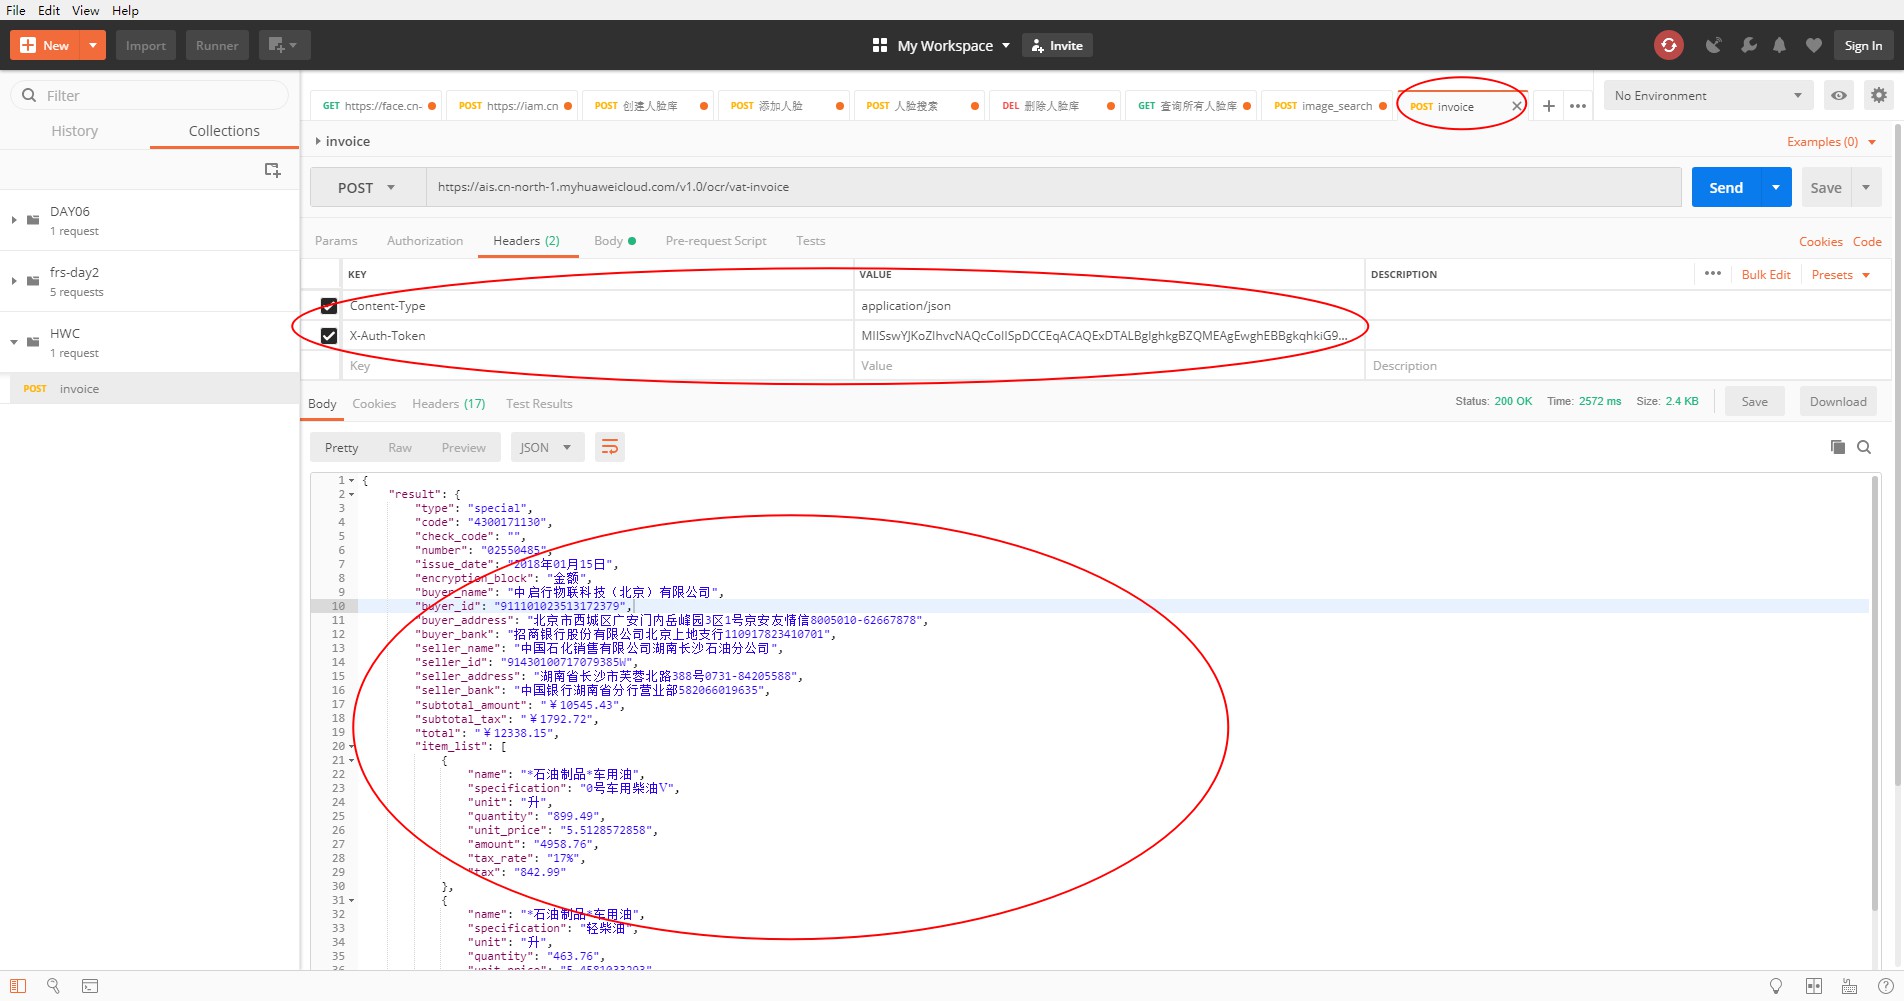 File Edit View Help
New Import Runner My Workspace Invite Sign In
Filter
History Collections
DAY06
1 request
frs-day2
5 requests
HWC
1 request
POST invoice
GET https://face.cn- POST https://iam.cn POST 创建人脸库 POST 添加人脸 POST 人脸搜索 DEL 删除人脸库 GET 查询所有人脸库 POST image_search POST invoice No Environment
invoice Examples (0)
POST https://ais.cn-north-1.myhuaweicloud.com/v1.0/ocr/vat-invoice Send Save
Params Authorization Headers (2) Body Pre-request Script Tests Cookies Code
KEY VALUE DESCRIPTION Bulk Edit Presets
Content-Type application/json
X-Auth-Token MIISswYJKoZIhvcNAQcCoIISpDCCEqACAQExDTALBglghkgBZQMEAgEwghEBBgkqhkiG9...
Key Value Description
Body Cookies Headers (17) Test Results Status: 200 OK Time: 2572 ms Size: 2.4 KB Save Download
Pretty Raw Preview JSON
1 {
2 "result": {
3 "type": "special",
4 "code": "4300171130",
5 "check_code": "",
6 "number": "02550485",
7 "issue_date": "2018年01月15日",
8 "encryption_block": "金额",
9 "buyer_name": "中启行物联科技（北京）有限公司",
10 "buyer_id": "911101023513172379",
11 "buyer_address": "北京市西城区广安门内岳峰园3区1号京安友情信8005010-62667878",
12 "buyer_bank": "招商银行股份有限公司北京上地支行110917823410701",
13 "seller_name": "中国石化销售有限公司湖南长沙石油分公司",
14 "seller_id": "91430100717079385W",
15 "seller_address": "湖南省长沙市芙蓉北路388号0731-84205588",
16 "seller_bank": "中国银行湖南省分行营业部582066019635",
17 "subtotal_amount": "￥10545.43",
18 "subtotal_tax": "￥1792.72",
19 "total": "￥12338.15",
20 "item_list": [
21 {
22 "name": "*石油制品*车用油",
23 "specification": "0号车用柴油V",
24 "unit": "升",
25 "quantity": "899.49",
26 "unit_price": "5.5128572858",
27 "amount": "4958.76",
28 "tax_rate": "17%",
29 "tax": "842.99"
30 },
31 {
32 "name": "*石油制品*车用油",
33 "specification": "轻柴油",
34 "unit": "升",
35 "quantity": "463.76",